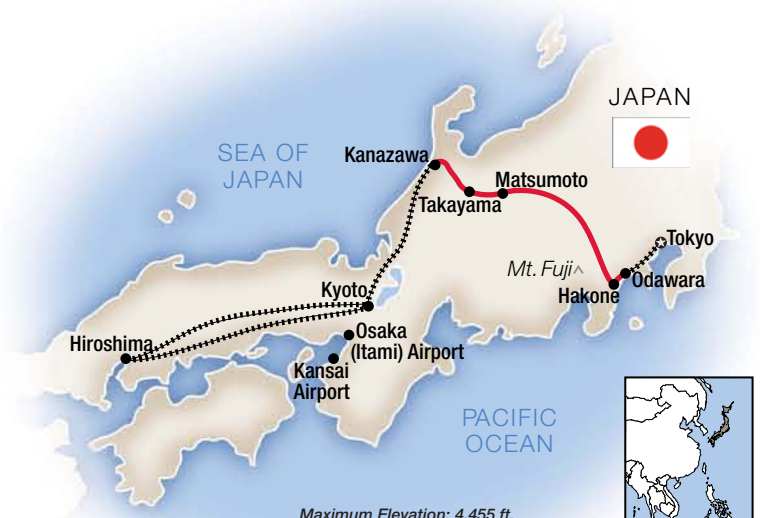 JAPAN
SEA OF
JAPAN
Kanazawa
Matsumoto
Takayama
Tokyo
Mt. Fuji^
Odawara
Hakone
Kyoto
Hiroshima
Osaka
(Itami) Airport
Kansai
Airport
PACIFIC
OCEAN
Maximum Elevation: 4,455 ft.